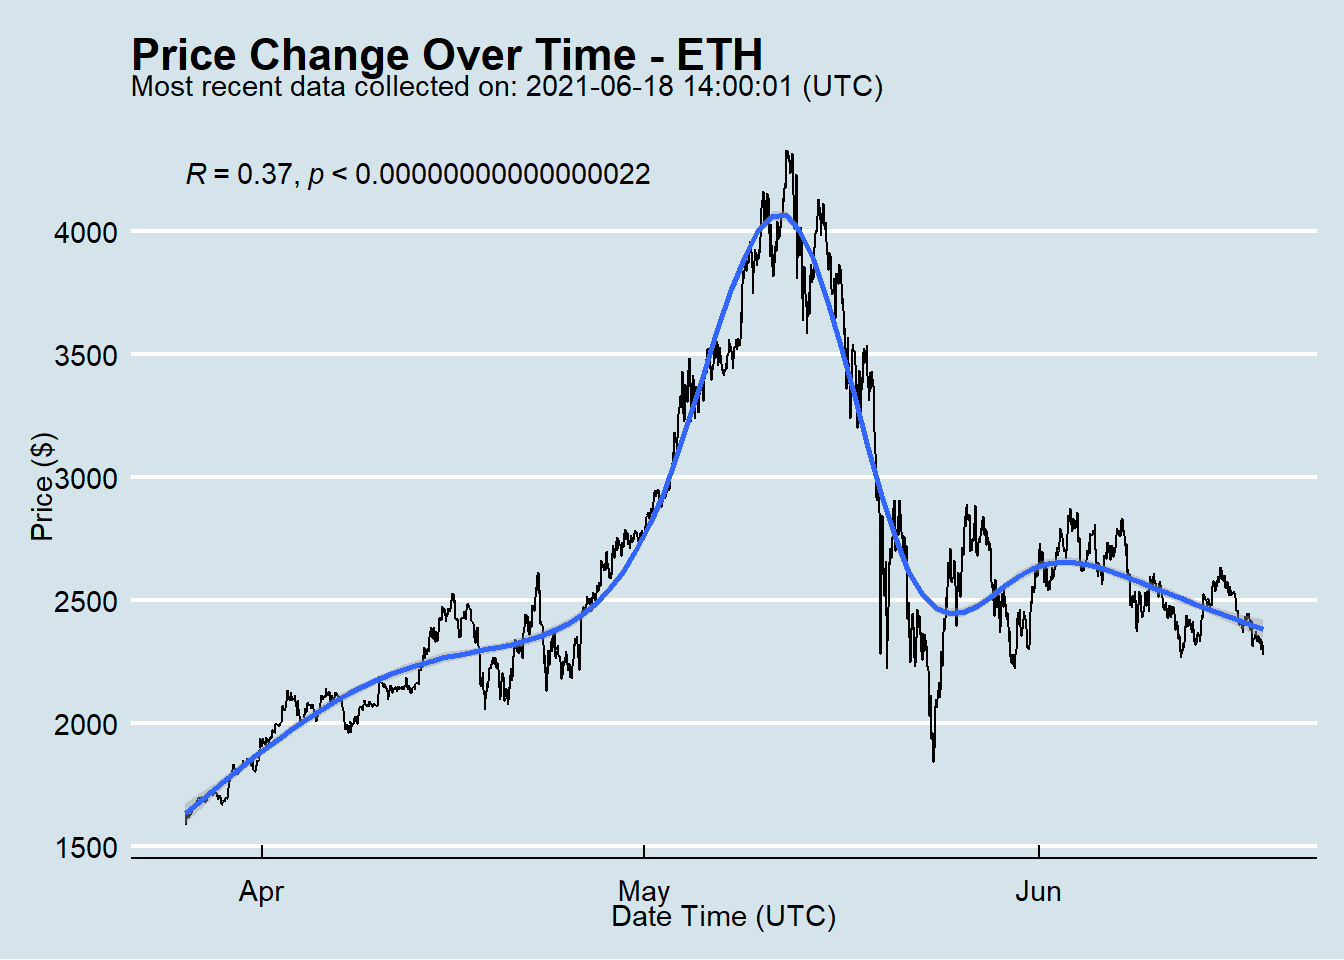 Price Change Over Time - ETH
Most recent data collected on: 2021-06-18 14:00:01 (UTC)
R = 0.37, p < 0.00000000000000022
4000
3500
3000
2500
2000
1500
Price ($)
Apr
May
Jun
Date Time (UTC)